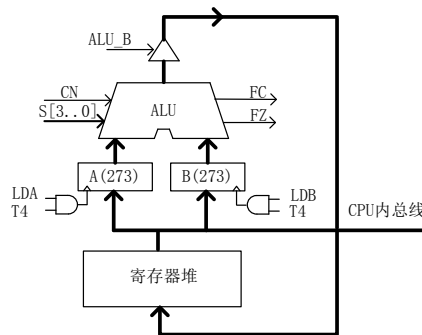 ALU_B
CN
S[3..0]
ALU
FC
FZ
A(273)
B(273)
LDA
T4
LDB
T4
CPU内总线
寄存器堆